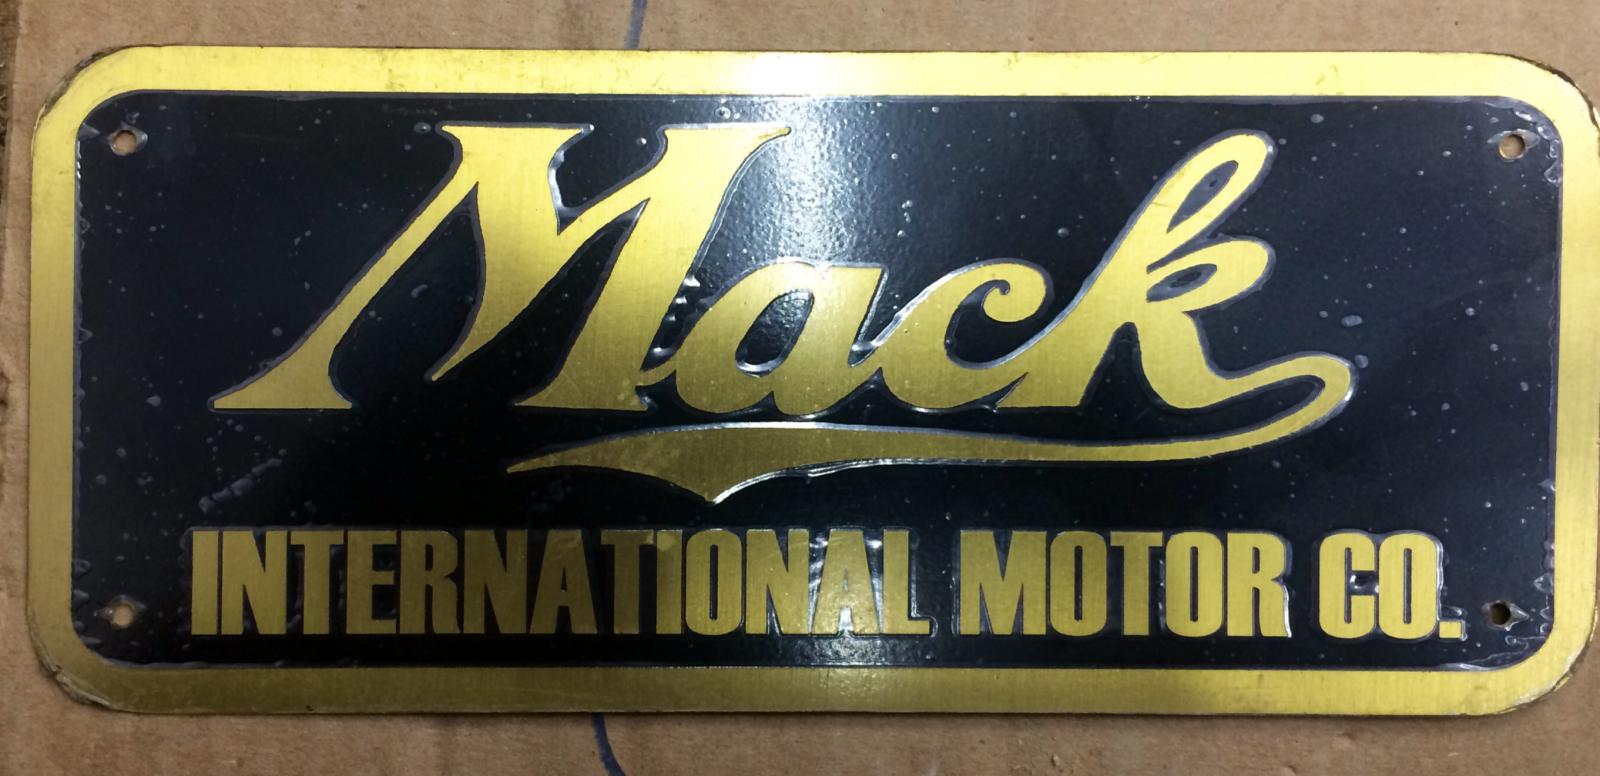 Mack
INTERNATIONAL MOTOR CO.